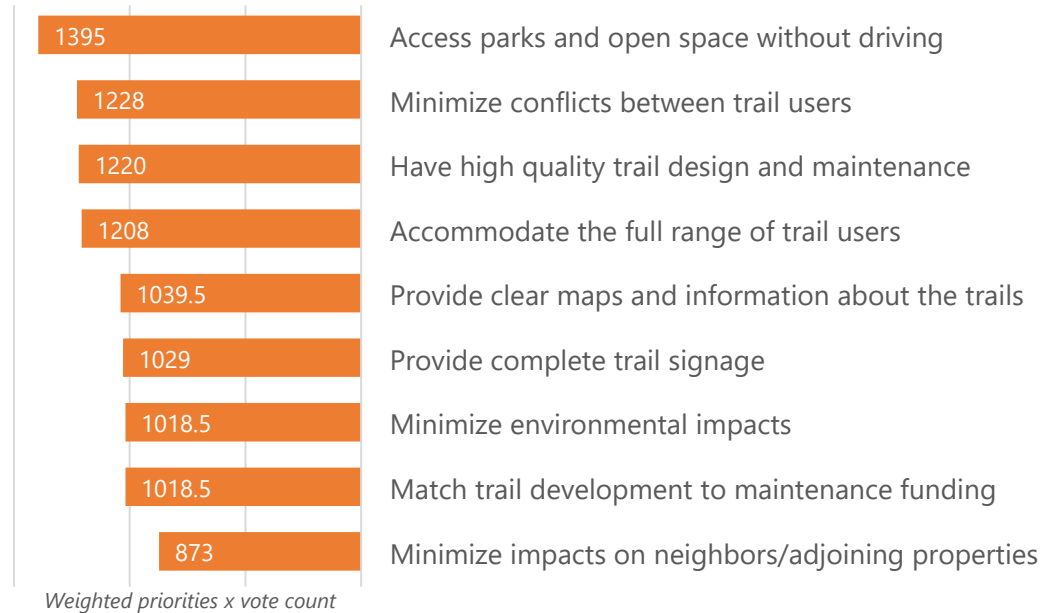 1395 Access parks and open space without driving
1228 Minimize conflicts between trail users
1220 Have high quality trail design and maintenance
1208 Accommodate the full range of trail users
1039.5 Provide clear maps and information about the trails
1029 Provide complete trail signage
1018.5 Minimize environmental impacts
1018.5 Match trail development to maintenance funding
873 Minimize impacts on neighbors/adjoining properties
Weighted priorities x vote count